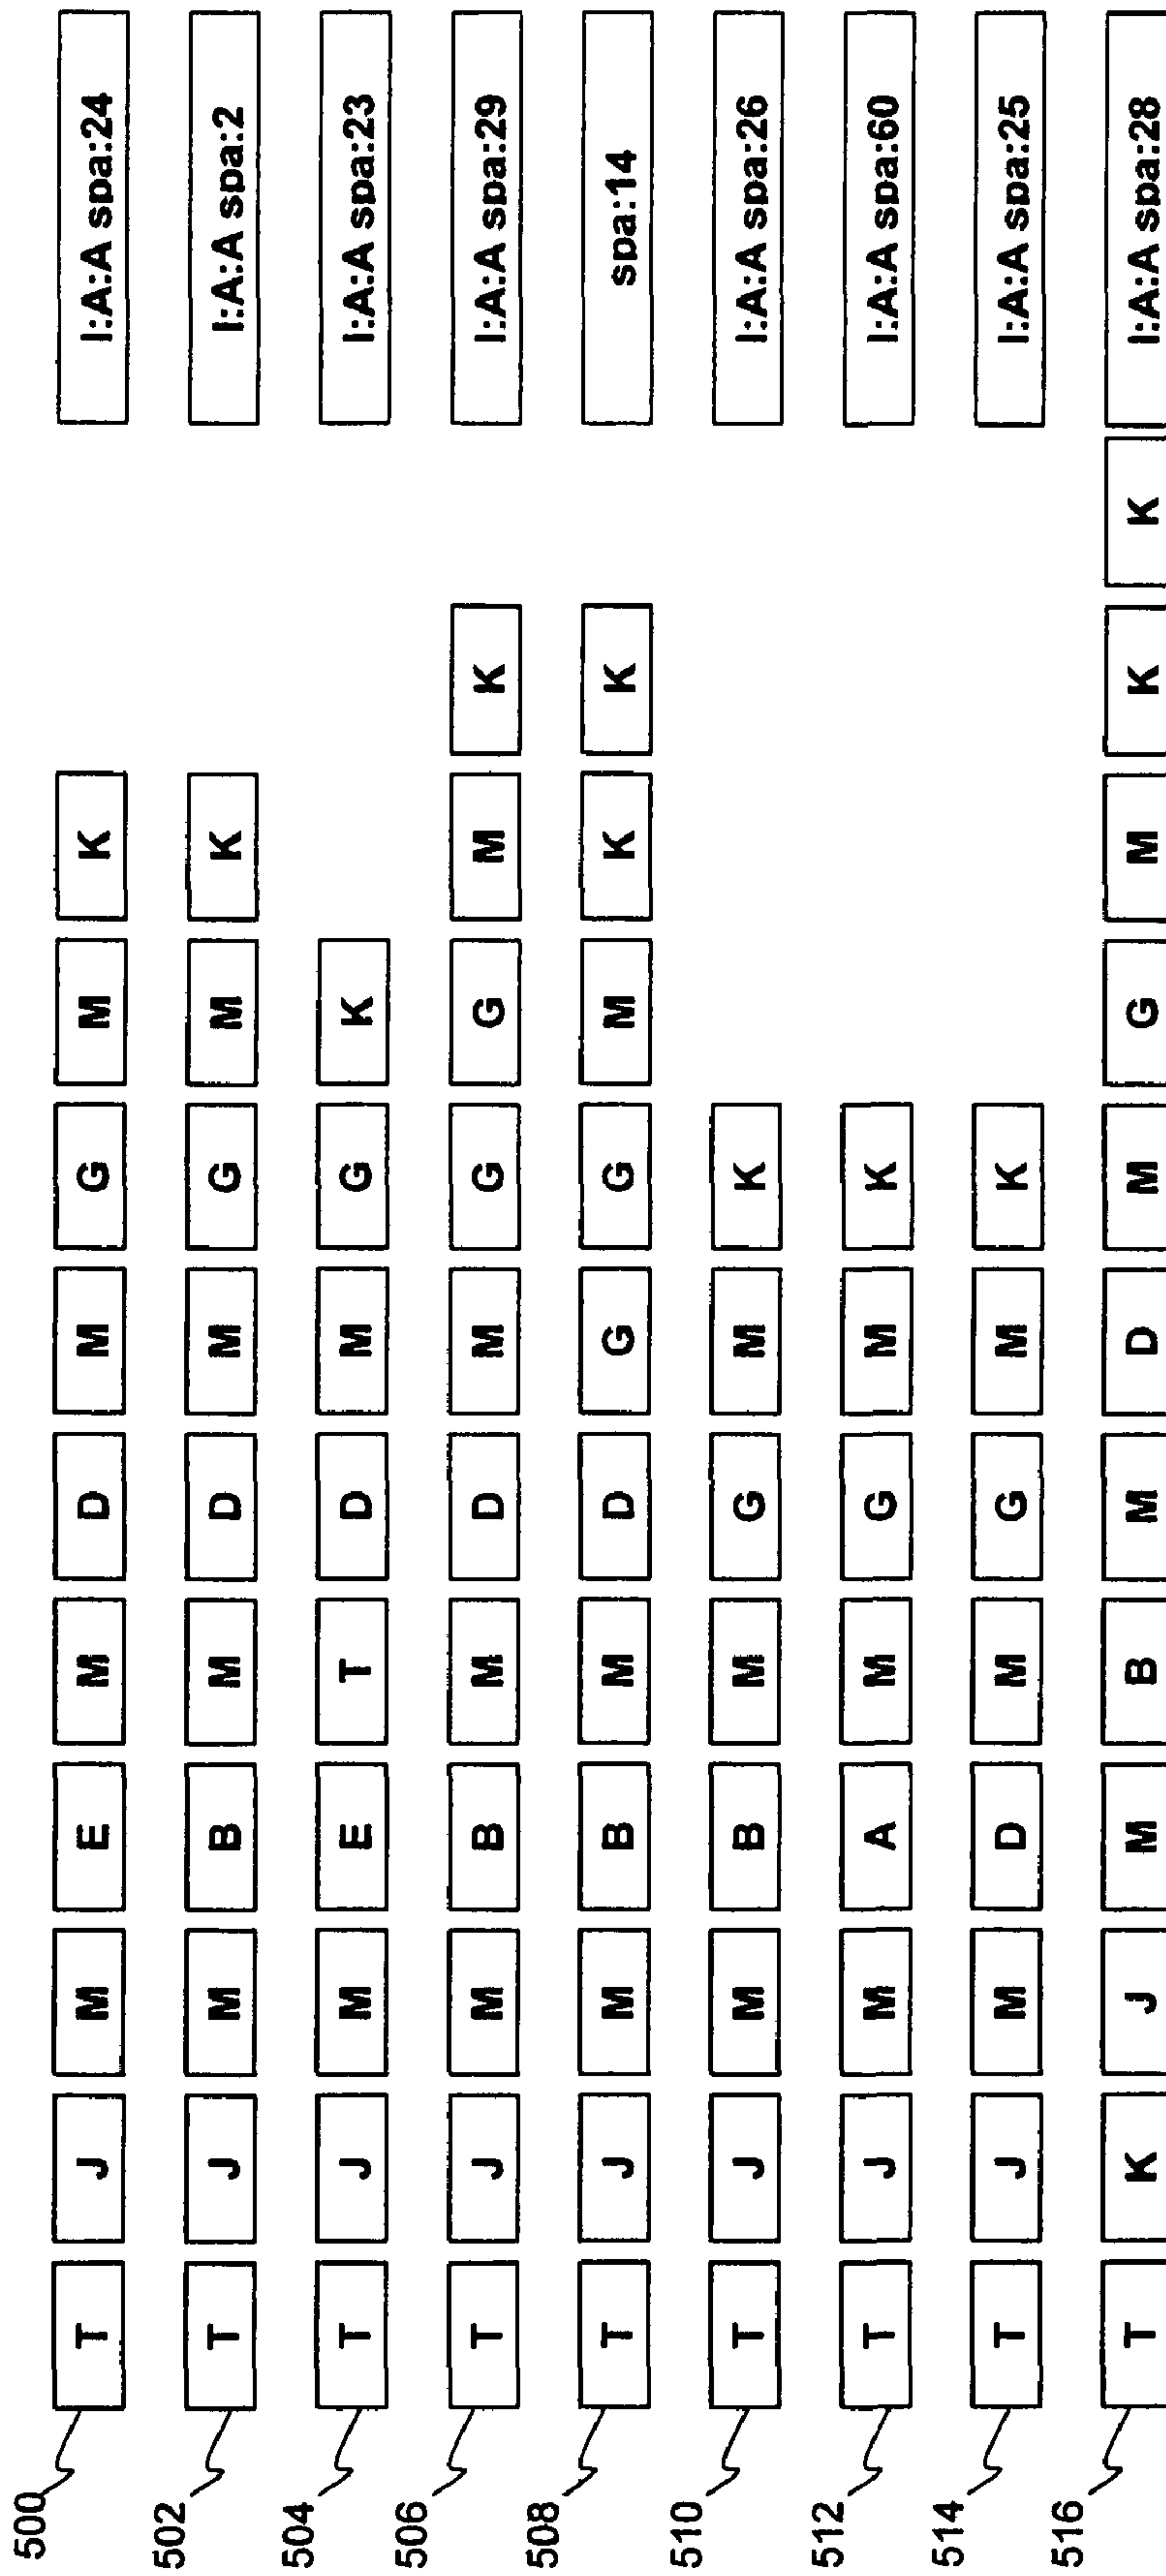 500 T J M E M D M G M K I:A:A spa:24
502 T J M B M D M G M K I:A:A spa:2
504 T J M E T D M G K I:A:A spa:23
506 T J M B M D M G G M K I:A:A spa:29
508 T J M B M D G G M K K spa:14
510 T J M B M G M K I:A:A spa:26
512 T J M A M G M K I:A:A spa:60
514 T J M D M G M K I:A:A spa:25
516 T K J M B M D M G M K K I:A:A spa:28